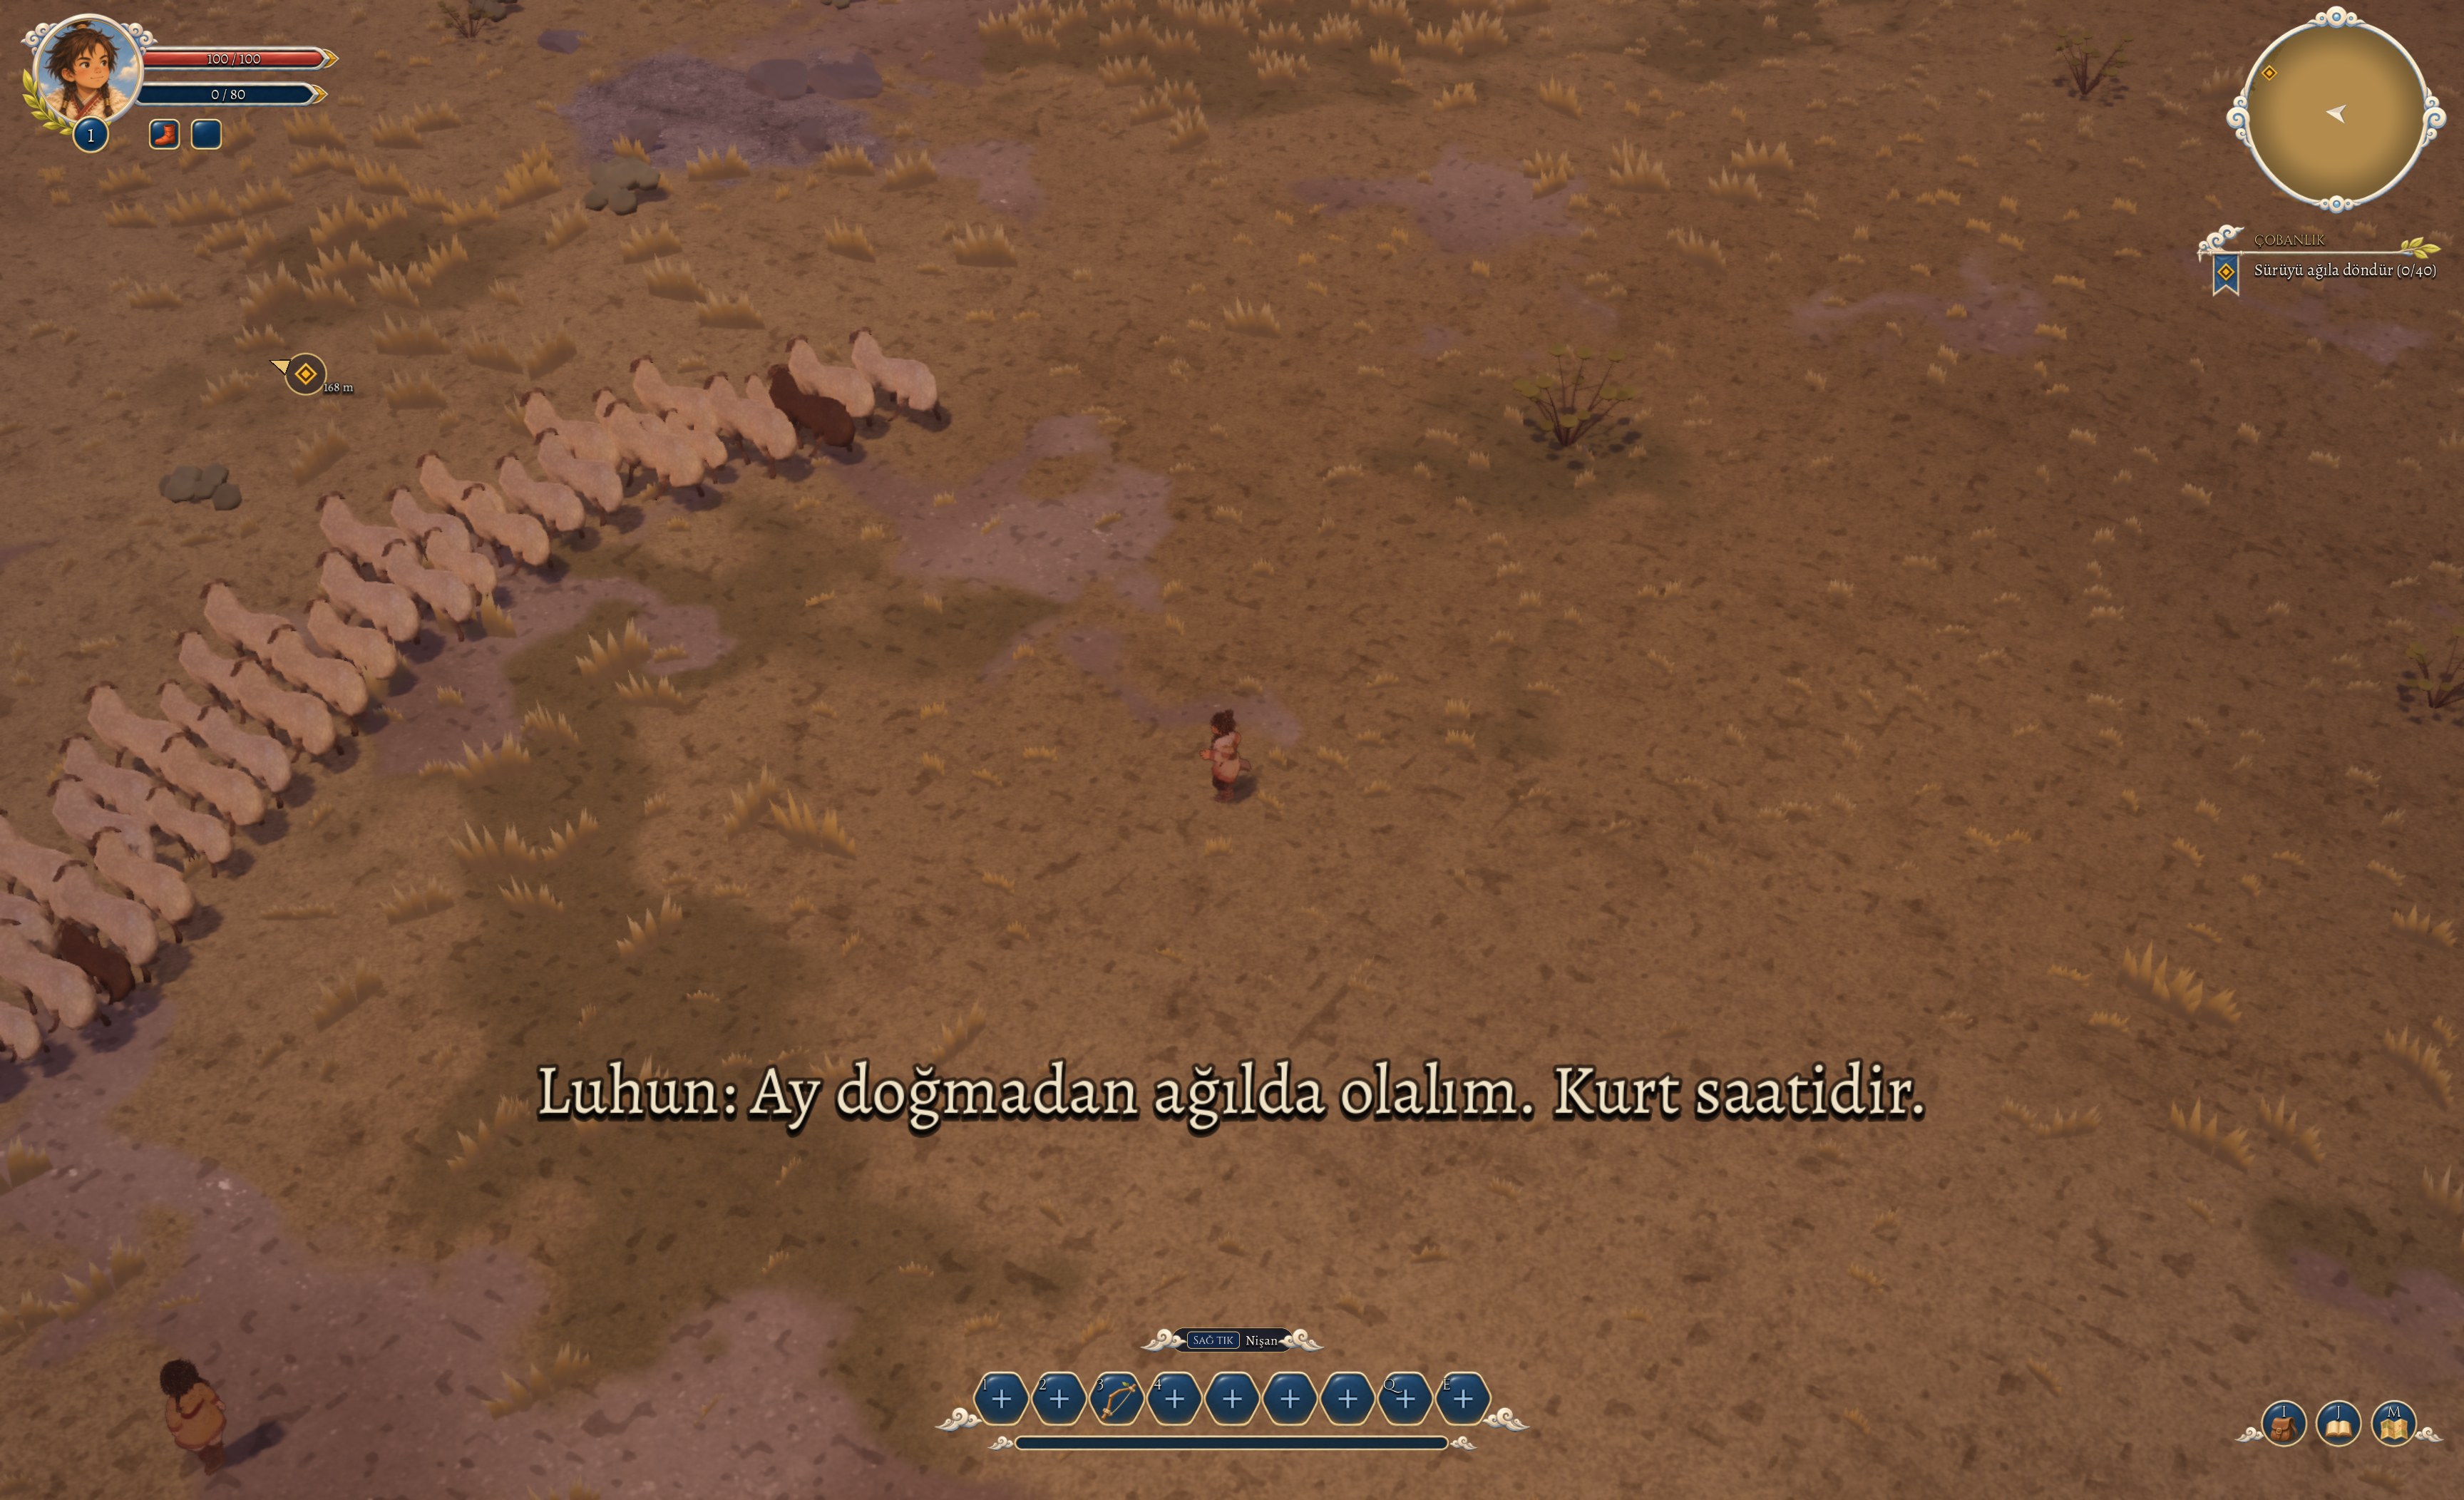 100 / 100
0 / 80
1
ÇOBANLIK
Sürüyü ağıla döndür (0/40)
168 m
Luhun: Ay doğmadan ağılda olalım. Kurt saatidir.
SAĞ TIK Nişan
1 2 3 4 Q E
I J M